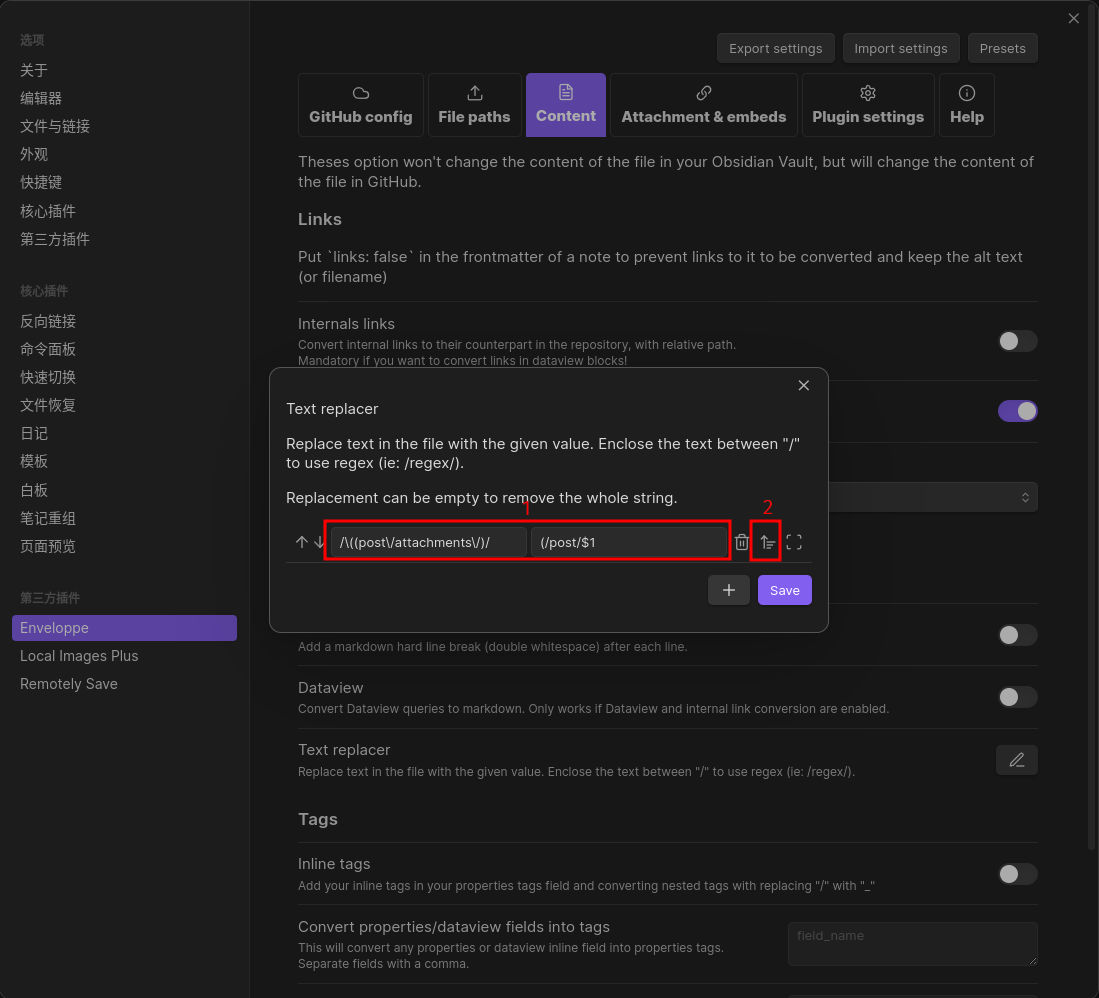 选项
关于
编辑器
文件与链接
外观
快捷键
核心插件
第三方插件
核心插件
反向链接
命令面板
快速切换
文件恢复
日记
模板
白板
笔记重组
页面预览
第三方插件
Enveloppe
Local Images Plus
Remotely Save
Export settings
Import settings
Presets
GitHub config
File paths
Content
Attachment & embeds
Plugin settings
Help
Theses option won't change the content of the file in your Obsidian Vault, but will change the content of
the file in GitHub.
Links
Put `links: false` in the frontmatter of a note to prevent links to it to be converted and keep the alt text
(or filename)
Internals links
Convert internal links to their counterpart in the repository, with relative path.
Mandatory if you want to convert links in dataview blocks!
Text replacer
Replace text in the file with the given value. Enclose the text between "/"
to use regex (ie: /regex/).
Replacement can be empty to remove the whole string.
1
2
/\((post\/attachments\/)/
(/post/$1
Save
Add a markdown hard line break (double whitespace) after each line.
Dataview
Convert Dataview queries to markdown. Only works if Dataview and internal link conversion are enabled.
Text replacer
Replace text in the file with the given value. Enclose the text between "/" to use regex (ie: /regex/).
Tags
Inline tags
Add your inline tags in your properties tags field and converting nested tags with replacing "/" with "_"
Convert properties/dataview fields into tags
This will convert any properties or dataview inline field into properties tags.
Separate fields with a comma.
field_name